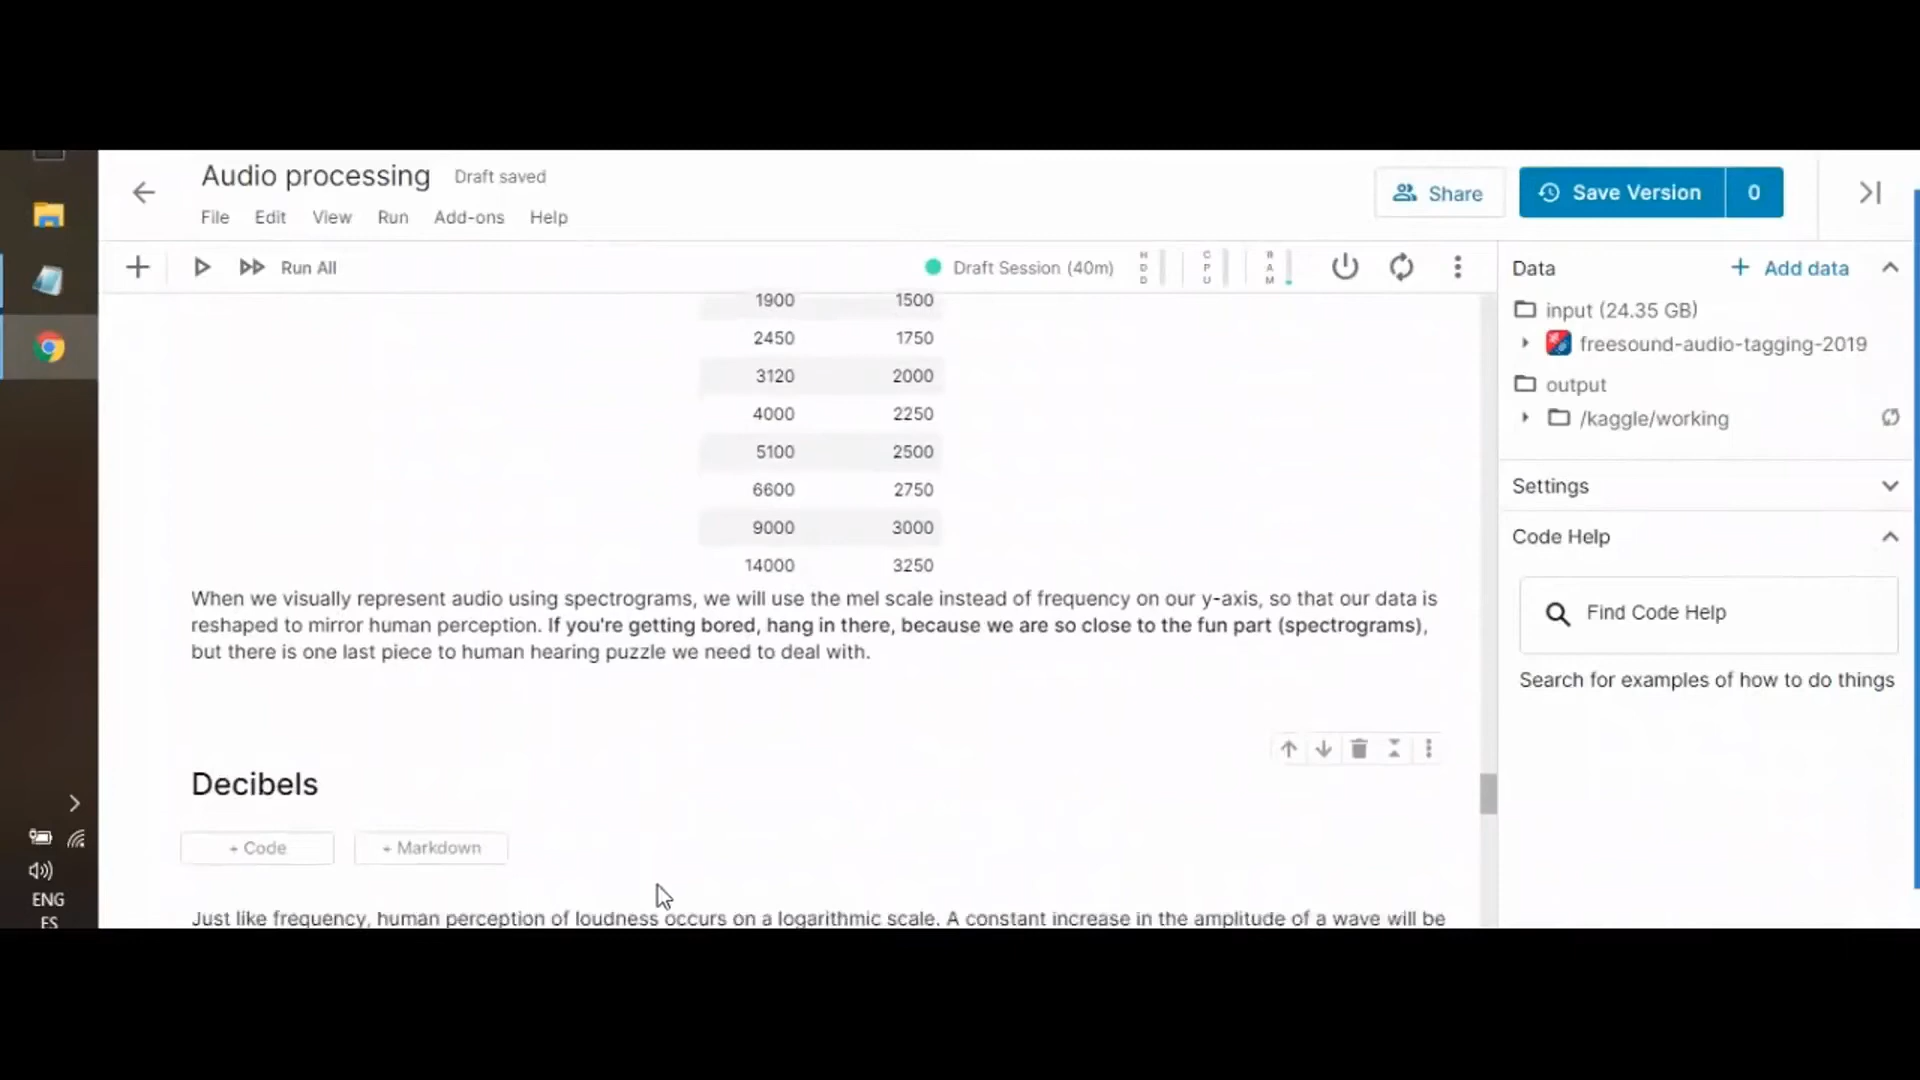 Audio processing Draft saved
File Edit View Run Add-ons Help
Share
Save Version 0
Run All
Draft Session (40m)
HDD
CPU
RAM
1900 1500
2450 1750
3120 2000
4000 2250
5100 2500
6600 2750
9000 3000
14000 3250
When we visually represent audio using spectrograms, we will use the mel scale instead of frequency on our y-axis, so that our data is
reshaped to mirror human perception. If you're getting bored, hang in there, because we are so close to the fun part (spectrograms),
but there is one last piece to human hearing puzzle we need to deal with.
Decibels
+ Code + Markdown
Just like frequency, human perception of loudness occurs on a logarithmic scale. A constant increase in the amplitude of a wave will be
Data + Add data
input (24.35 GB)
freesound-audio-tagging-2019
output
/kaggle/working
Settings
Code Help
Find Code Help
Search for examples of how to do things
ENG
ES